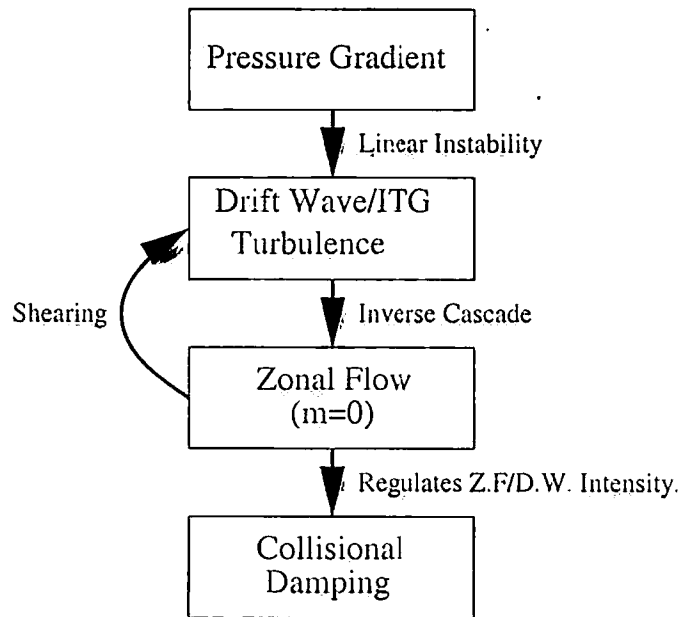 Pressure Gradient
Linear Instability
Drift Wave/ITG
Turbulence
Shearing
Inverse Cascade
Zonal Flow
(m=0)
Regulates Z.F/D.W. Intensity.
Collisional
Damping